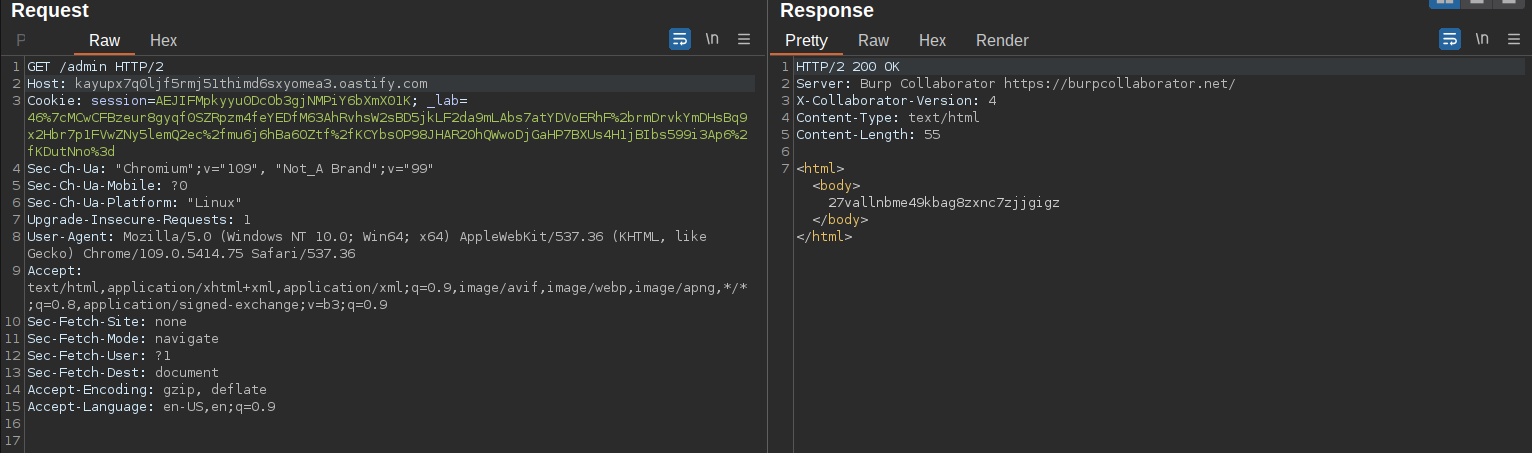 Request
P Raw Hex \n
1 GET /admin HTTP/2
2 Host: kayupx7q0ljf5rmj51thimd6sxyomea3.oastify.com
3 Cookie: session=AEJIFMpkyyu0DcOb3gjNMPiY6bXmXO1K; _lab=
46%7cMCwCFBzeur8gyqfOSZRpzm4feYEDfM63AhRvhsW2sBD5jkLF2da9mLAbs7atYDVoERhF%2brmDrvkYmDHsBq9
x2Hbr7p1FVwZNy5lemQ2ec%2fmu6j6hBa6OZtf%2fKCYbsOP98JHAR20hQWwoDjGaHP7BXUs4H1jBIbs599i3Ap6%2
fKDutNno%3d
4 Sec-Ch-Ua: "Chromium";v="109", "Not_A Brand";v="99"
5 Sec-Ch-Ua-Mobile: ?0
6 Sec-Ch-Ua-Platform: "Linux"
7 Upgrade-Insecure-Requests: 1
8 User-Agent: Mozilla/5.0 (Windows NT 10.0; Win64; x64) AppleWebKit/537.36 (KHTML, like
Gecko) Chrome/109.0.5414.75 Safari/537.36
9 Accept:
text/html,application/xhtml+xml,application/xml;q=0.9,image/avif,image/webp,image/apng,*/*
;q=0.8,application/signed-exchange;v=b3;q=0.9
10 Sec-Fetch-Site: none
11 Sec-Fetch-Mode: navigate
12 Sec-Fetch-User: ?1
13 Sec-Fetch-Dest: document
14 Accept-Encoding: gzip, deflate
15 Accept-Language: en-US,en;q=0.9
16
17
Response
Pretty Raw Hex Render \n
1 HTTP/2 200 OK
2 Server: Burp Collaborator https://burpcollaborator.net/
3 X-Collaborator-Version: 4
4 Content-Type: text/html
5 Content-Length: 55
6
7 <html>
<body>
27vallnbme49kbag8zxnc7zjjgigz
</body>
</html>